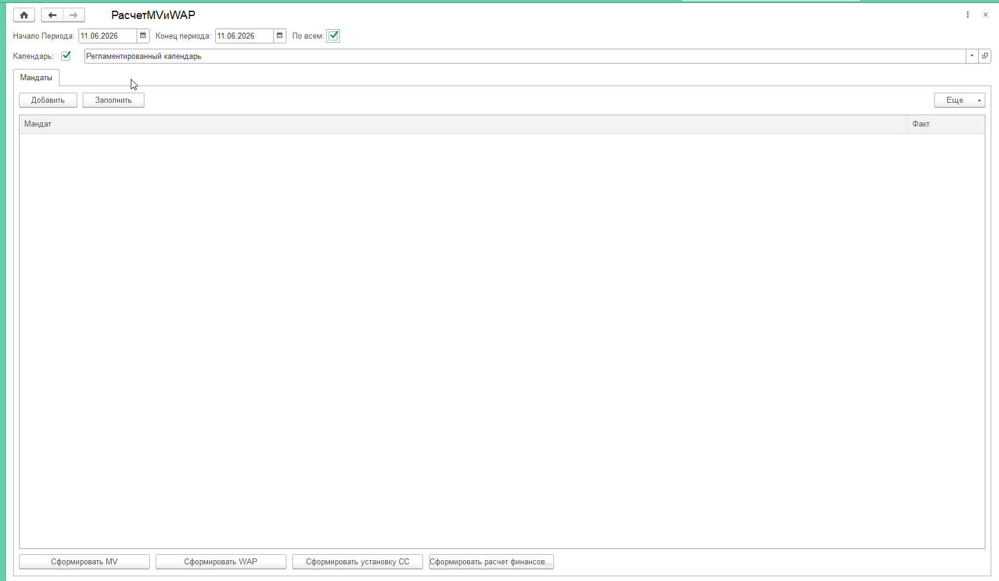 РасчетMVиWAP
Начало Периода: 11.06.2026 Конец периода: 11.06.2026 По всем:
Календарь: Регламентированный календарь
Мандаты
Добавить Заполнить Еще
Мандат Факт
Сформировать MV Сформировать WAP Сформировать установку СС Сформировать расчет финансов...